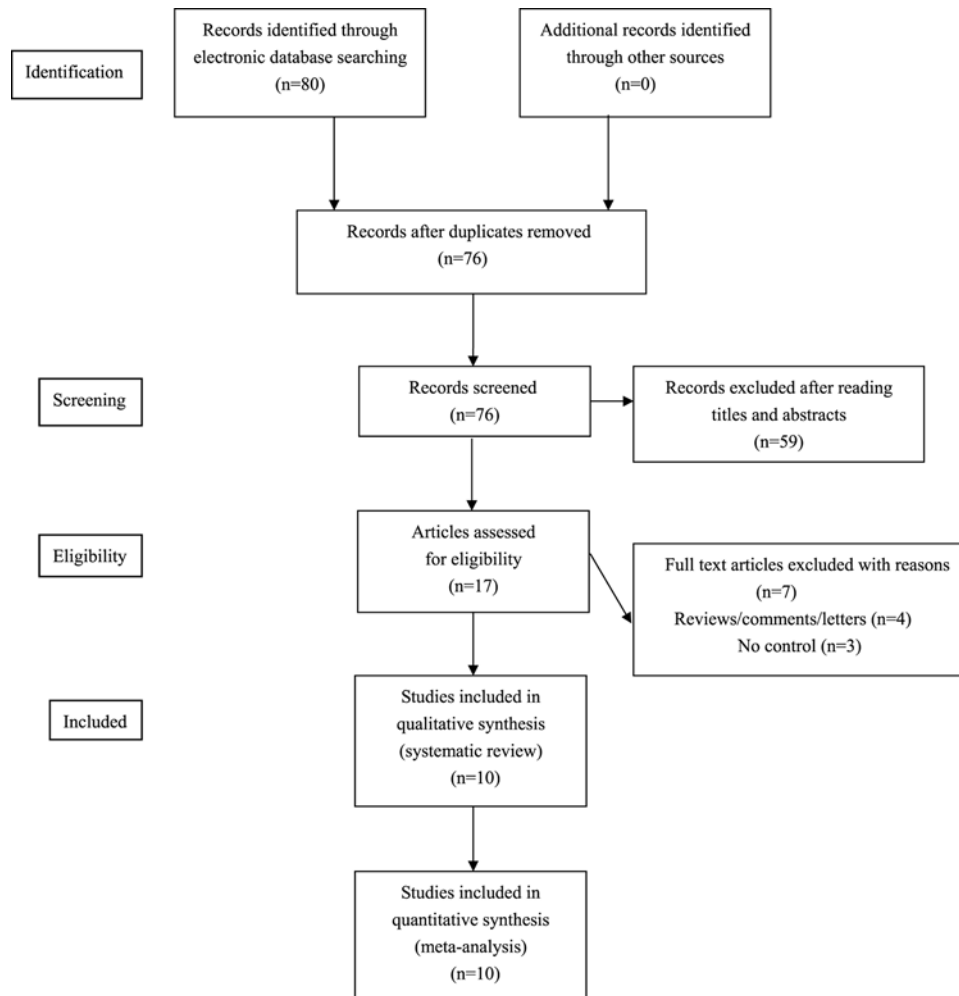 Identification
Records identified through
electronic database searching
(n=80)
Additional records identified
through other sources
(n=0)
Records after duplicates removed
(n=76)
Screening
Records screened
(n=76)
Records excluded after reading
titles and abstracts
(n=59)
Eligibility
Articles assessed
for eligibility
(n=17)
Full text articles excluded with reasons
(n=7)
Reviews/comments/letters (n=4)
No control (n=3)
Included
Studies included in
qualitative synthesis
(systematic review)
(n=10)
Studies included in
quantitative synthesis
(meta-analysis)
(n=10)